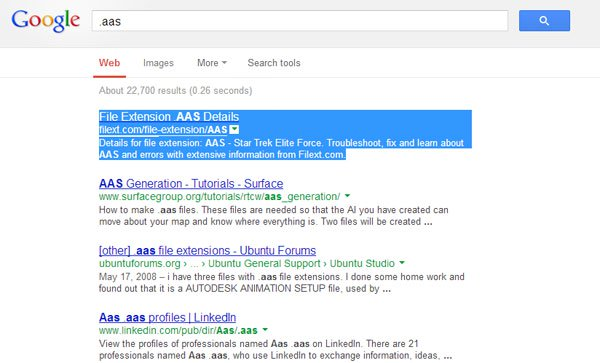 Google .aas
Web Images More Search tools
About 22,700 results (0.26 seconds)
File Extension .AAS Details
filext.com/file-extension/AAS
Details for file extension: AAS - Star Trek Elite Force. Troubleshoot, fix and learn about
AAS and errors with extensive information from Filext.com.
AAS Generation - Tutorials - Surface
www.surfacegroup.org/tutorials/rtcw/aas_generation/
How to make .aas files. These files are needed so that the AI you have created can
move about your map and know where everything is. Two files will be created ...
[other] .aas file extensions - Ubuntu Forums
ubuntuforums.org › ... › Ubuntu General Support › Ubuntu Studio
May 17, 2008 – i have three files with .aas file extensions. I done some home work and
found out that it is a AUTODESK ANIMATION SETUP file, used by ...
Aas .aas profiles | LinkedIn
www.linkedin.com/pub/dir/Aas/.aas
View the profiles of professionals named Aas .aas on LinkedIn. There are 21
professionals named Aas .aas, who use LinkedIn to exchange information, ideas, ...